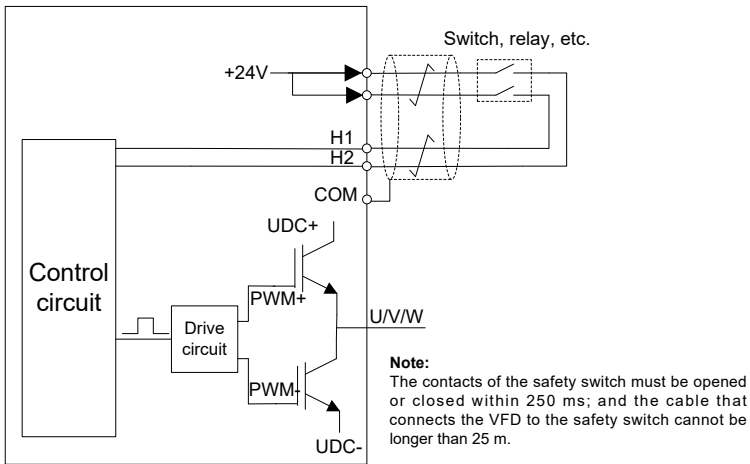 Switch, relay, etc.
+24V
H1
H2
COM
UDC+
Control
circuit
PWM+
Drive
circuit
U/V/W
PWM-
UDC-
Note:
The contacts of the safety switch must be opened
or closed within 250 ms; and the cable that
connects the VFD to the safety switch cannot be
longer than 25 m.